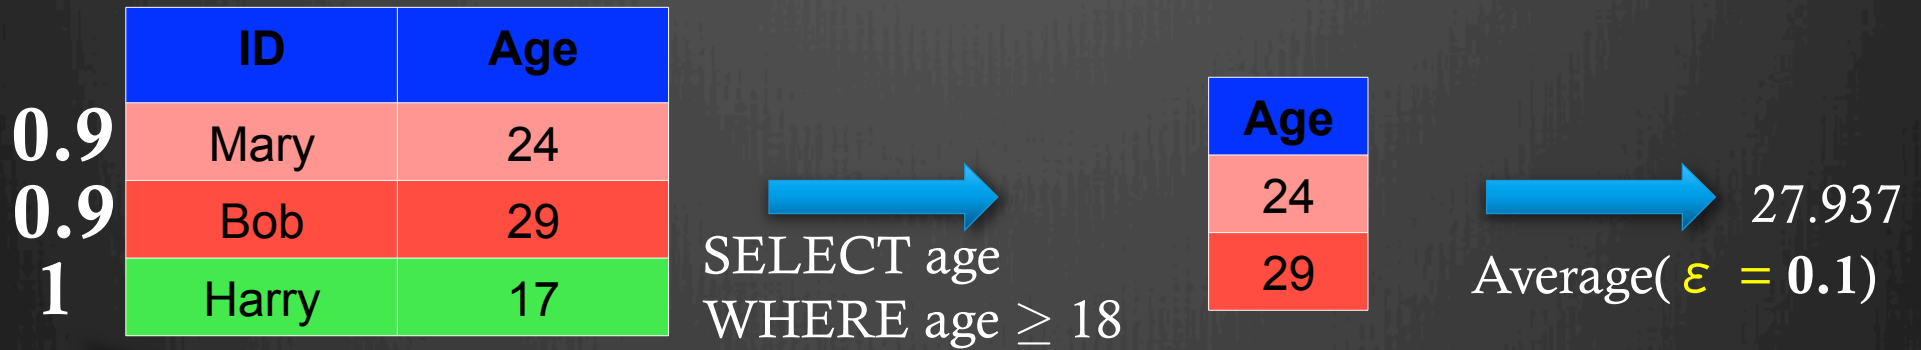 ID Age
0.9 Mary 24
0.9 Bob 29
1 Harry 17
SELECT age
WHERE age ≥ 18
Age
24
29
27.937
Average( ε = 0.1)